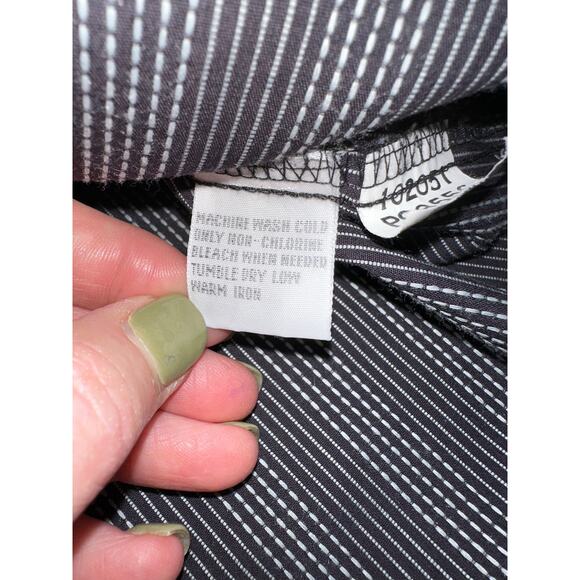 MACHINE WASH COLD
ONLY NON-CHLORINE
BLEACH WHEN NEEDED
TUMBLE DRY LOW
WARM IRON